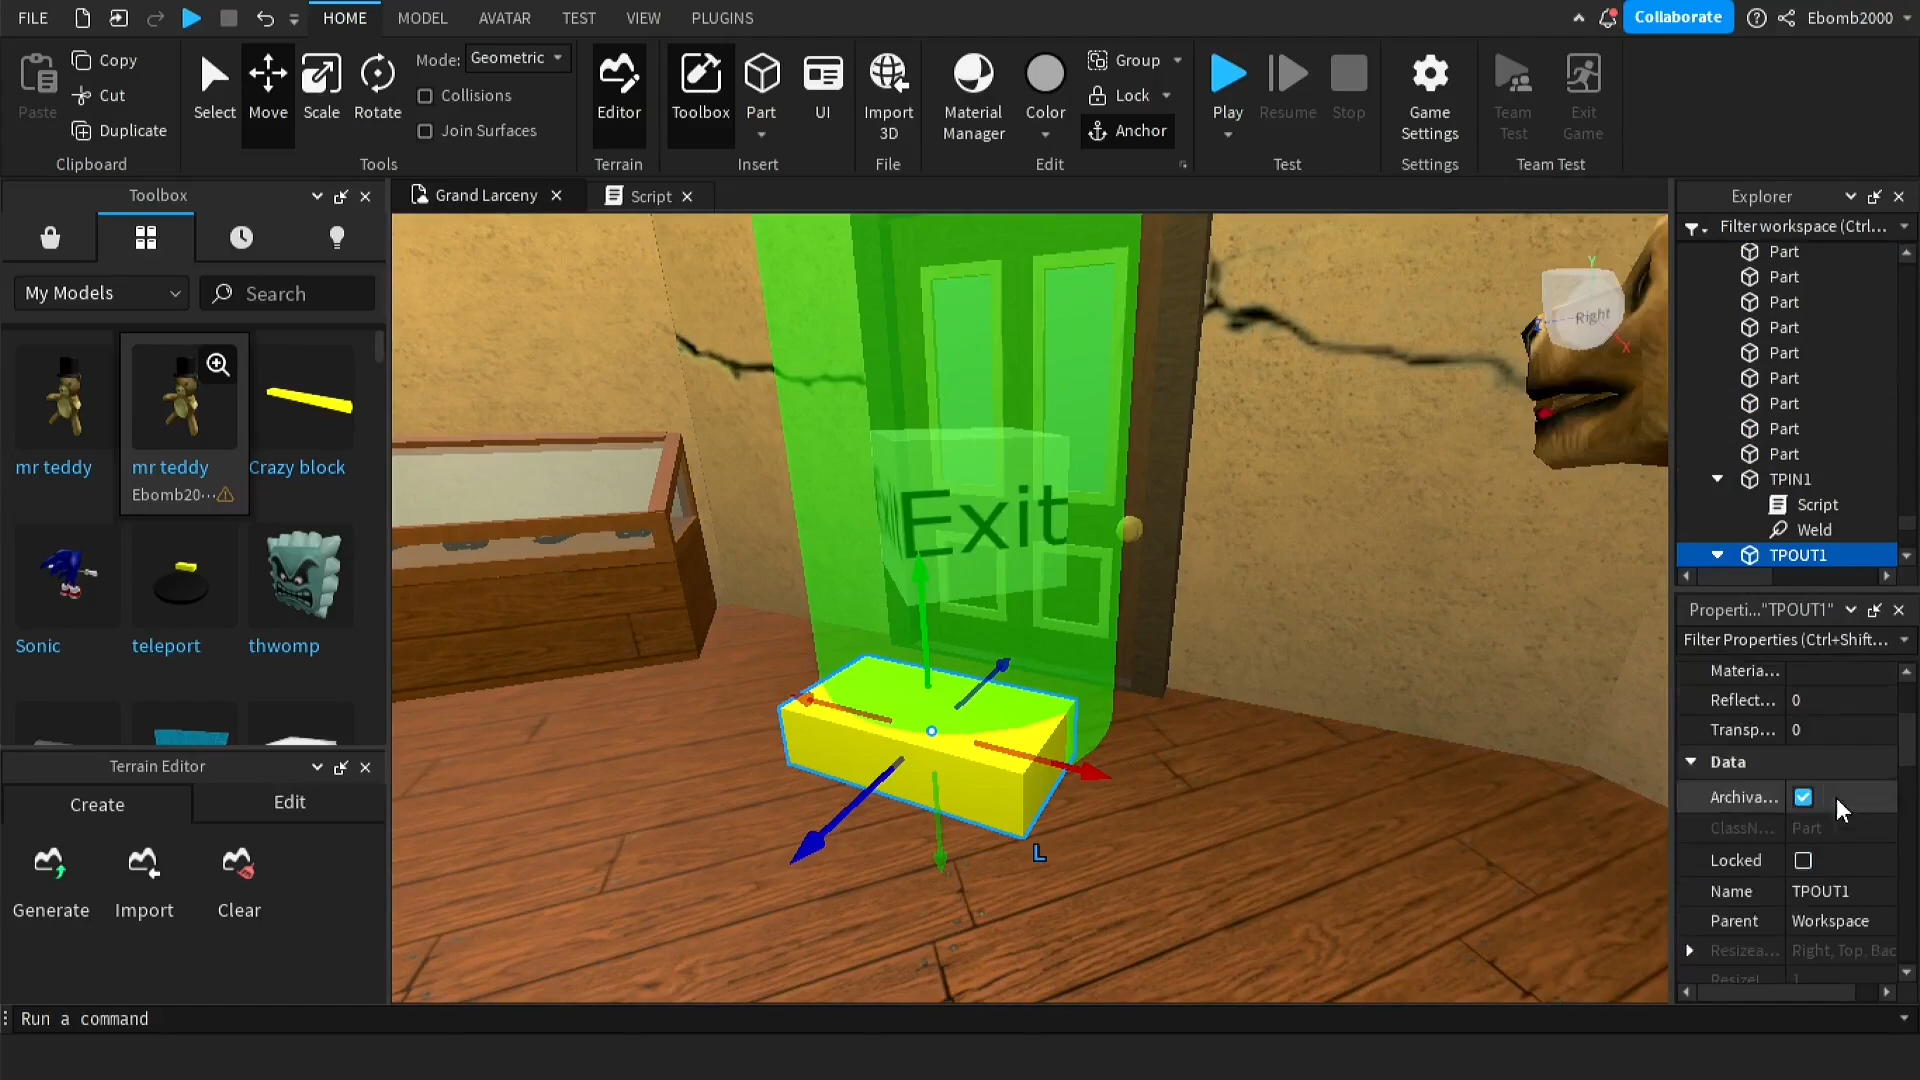 FILE HOME MODEL AVATAR TEST VIEW PLUGINS Collaborate Ebomb2000
Paste Copy Cut Duplicate Clipboard
Select Move Scale Rotate Mode: Geometric Collisions Join Surfaces Tools
Editor Terrain
Toolbox Part UI Insert
Import 3D File
Material Manager Color Group Lock Anchor Edit
Play Resume Stop Test
Game Settings Settings
Team Test Exit Game Team Test
Toolbox
My Models Search
mr teddy mr teddy Crazy block
Ebomb20...
Sonic teleport thwomp
Terrain Editor
Create Edit
Generate Import Clear
Grand Larceny Script
Exit
Right
Y
X
L
Explorer
Filter workspace (Ctrl...
Part
Part
Part
Part
Part
Part
Part
Part
Part
TPIN1
Script
Weld
TPOUT1
Properti..."TPOUT1"
Filter Properties (Ctrl+Shift...
Materia...
Reflect... 0
Transp... 0
Data
Archiva...
ClassN... Part
Locked
Name TPOUT1
Parent Workspace
Resizea... Right, Top, Bac
Resizel... 1
Run a command